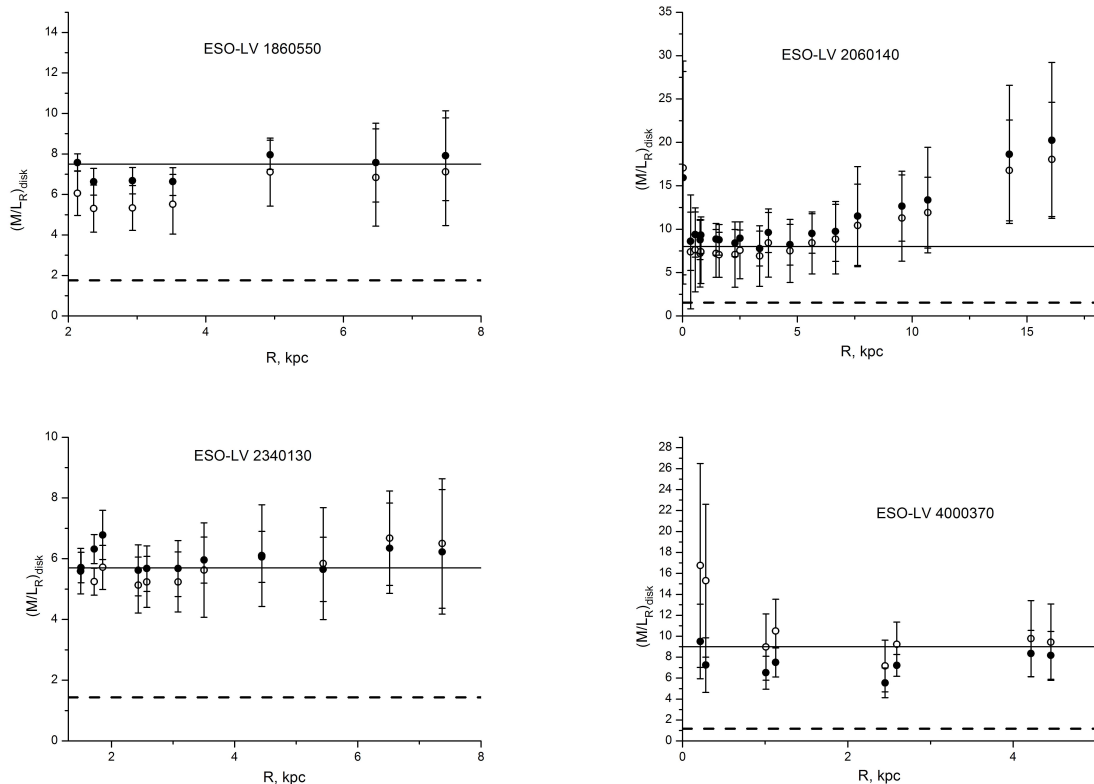 ESO-LV 1860550
(M/L_R)_disk
14
12
10
8
6
4
2
0
2 4 6 8
R, kpc
ESO-LV 2060140
(M/L_R)_disk
35
30
25
20
15
10
5
0
0 5 10 15
R, kpc
ESO-LV 2340130
(M/L_R)_disk
10
8
6
4
2
0
2 4 6 8
R, kpc
ESO-LV 4000370
(M/L_R)_disk
28
26
24
22
20
18
16
14
12
10
8
6
4
2
0
0 2 4
R, kpc